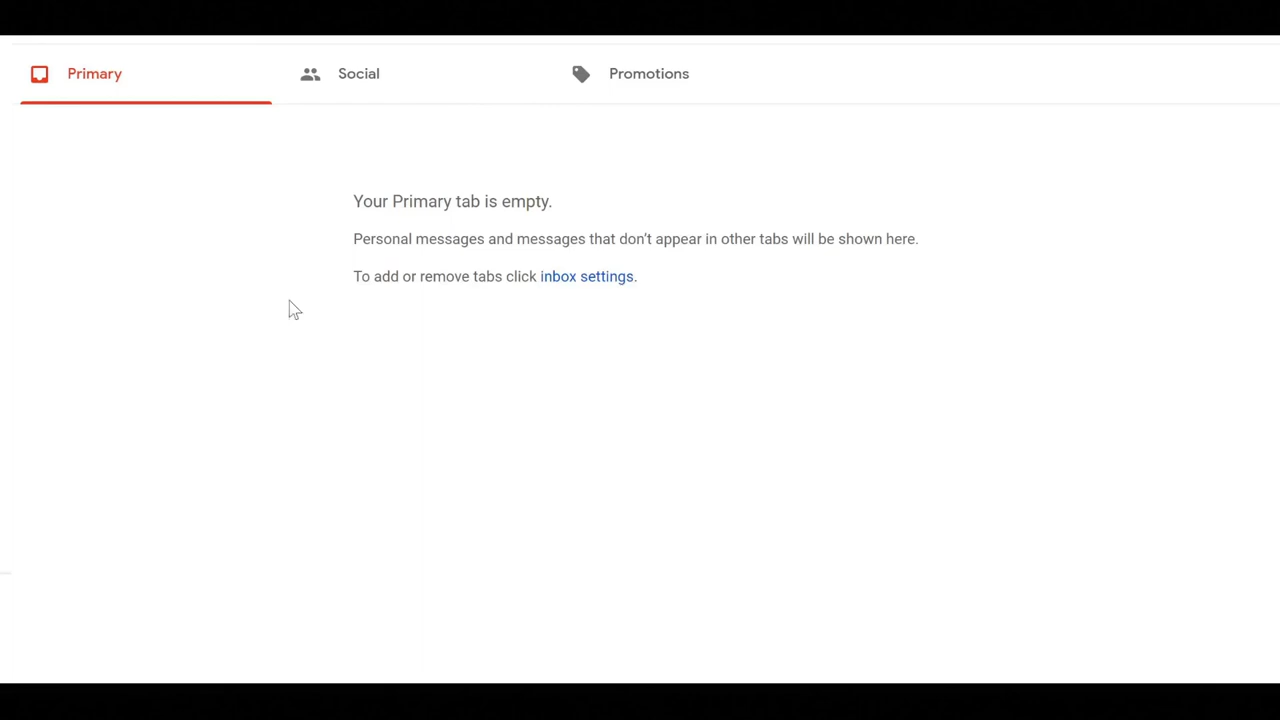 Primary
Social
Promotions
Your Primary tab is empty.
Personal messages and messages that don't appear in other tabs will be shown here.
To add or remove tabs click inbox settings.